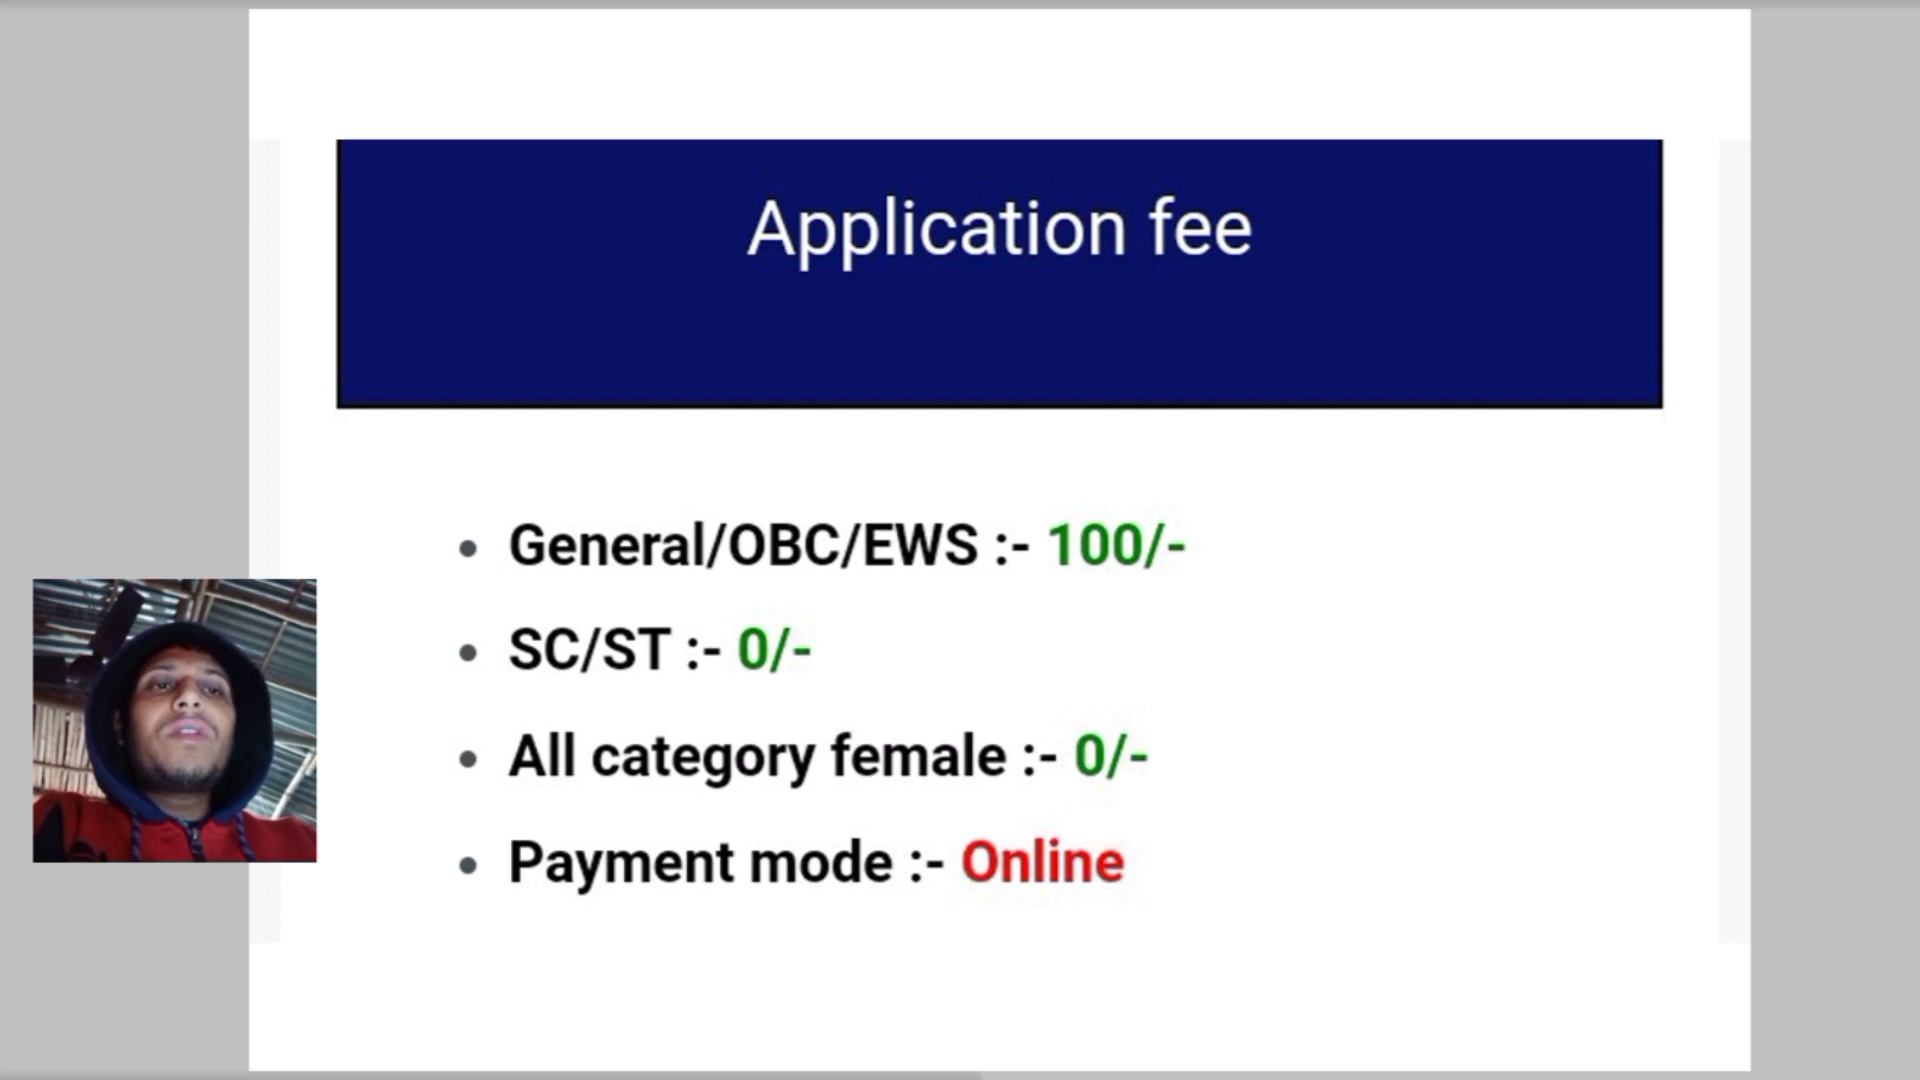 Application fee
General/OBC/EWS :- 100/-
SC/ST :- 0/-
All category female :- 0/-
Payment mode :- Online